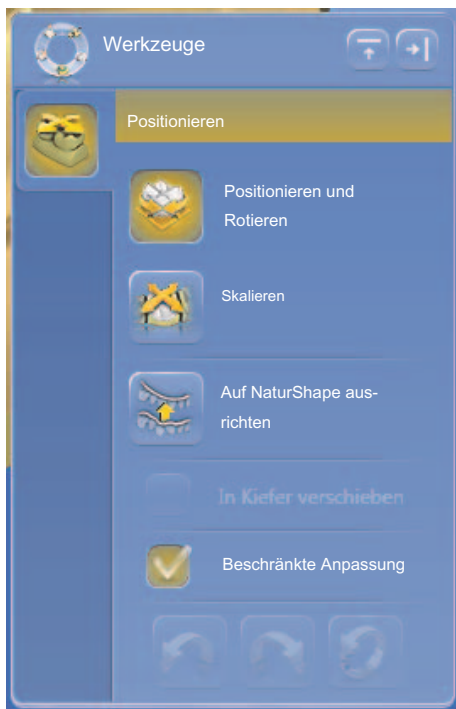 Werkzeuge
Positionieren
Positionieren und
Rotieren
Skalieren
Auf NaturShape aus-
richten
In Kiefer verschieben
Beschränkte Anpassung